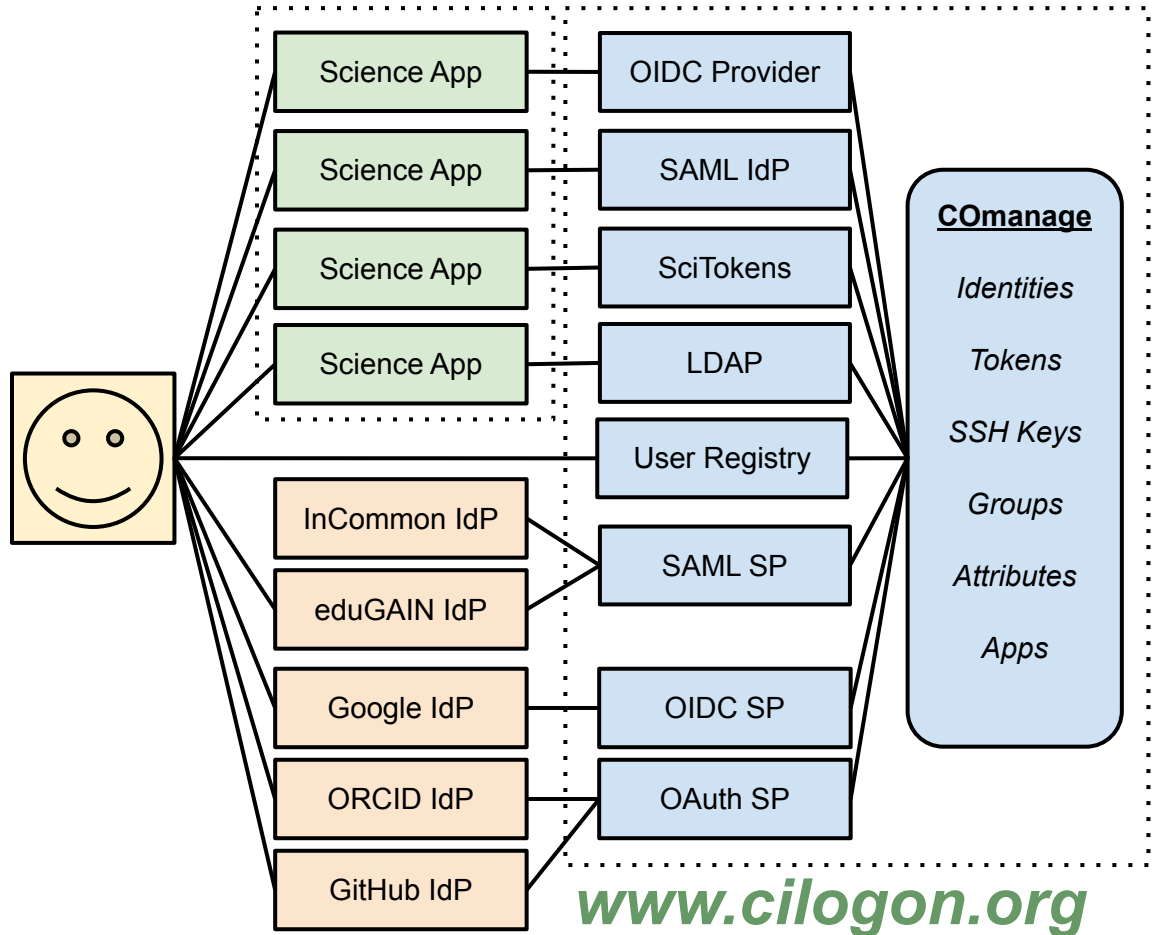 Science App
OIDC Provider
Science App
SAML IdP
Science App
SciTokens
Science App
LDAP
User Registry
InCommon IdP
eduGAIN IdP
SAML SP
Google IdP
OIDC SP
ORCID IdP
OAuth SP
GitHub IdP
COmanage
Identities
Tokens
SSH Keys
Groups
Attributes
Apps
www.cilogon.org